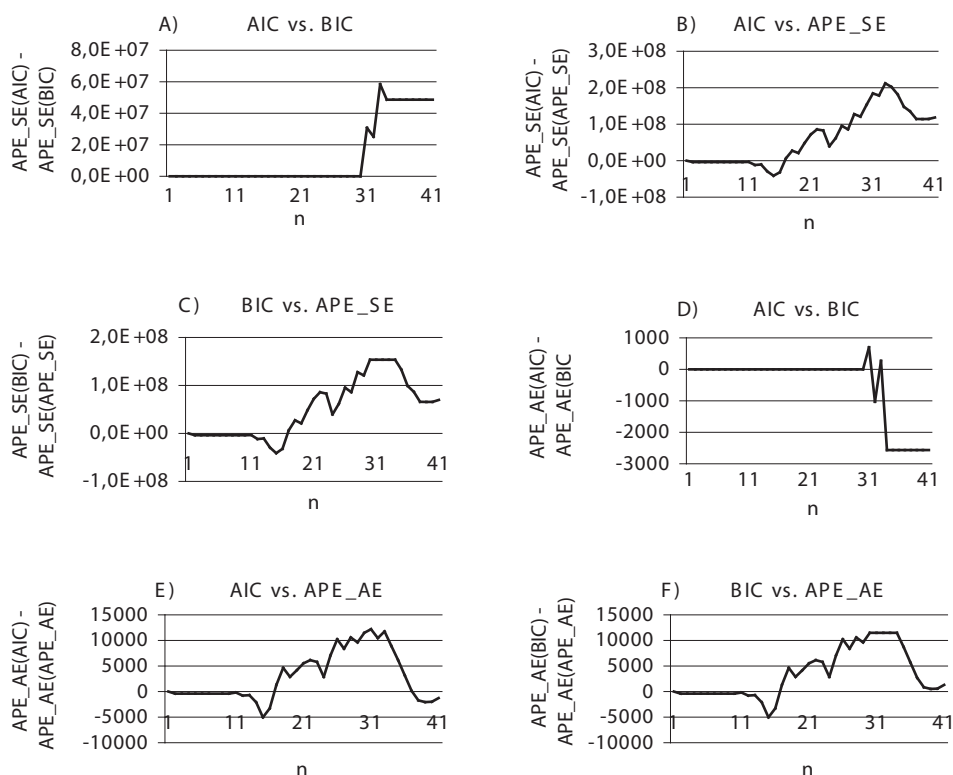 A) AIC vs. BIC
APE_SE(AIC) -
APE_SE(BIC)
8,0E+07
6,0E+07
4,0E+07
2,0E+07
0,0E+00
1 11 21 31 41
n
B) AIC vs. APE_SE
APE_SE(AIC) -
APE_SE(APE_SE)
3,0E+08
2,0E+08
1,0E+08
0,0E+00
-1,0E+08
1 11 21 31 41
n
C) BIC vs. APE_SE
APE_SE(BIC) -
APE_SE(APE_SE)
2,0E+08
1,0E+08
0,0E+00
-1,0E+08
1 11 21 31 41
n
D) AIC vs. BIC
APE_AE(AIC) -
APE_AE(BIC
1000
0
-1000
-2000
-3000
1 11 21 31 41
n
E) AIC vs. APE_AE
APE_AE(AIC) -
APE_AE(APE_AE)
15000
10000
5000
0
-5000
-10000
1 11 21 31 41
n
F) BIC vs. APE_AE
APE_AE(BIC) -
APE_AE(APE_AE)
15000
10000
5000
0
-5000
-10000
1 11 21 31 41
n